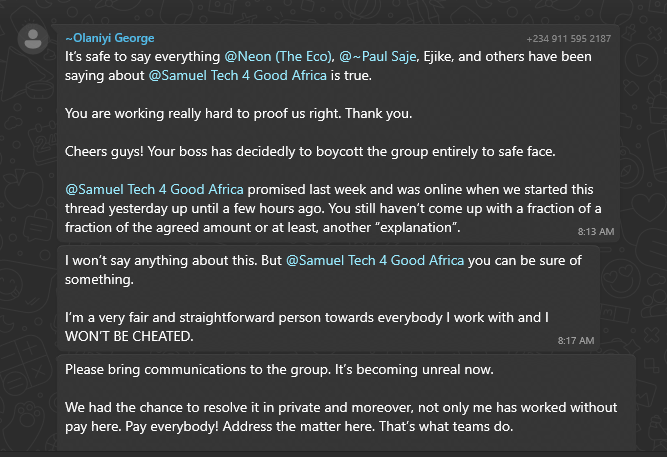 ~Olaniyi George
+234 911 595 2187
It’s safe to say everything @Neon (The Eco), @~Paul Saje, Ejike, and others have been
saying about @Samuel Tech 4 Good Africa is true.
You are working really hard to proof us right. Thank you.
Cheers guys! Your boss has decidedly to boycott the group entirely to safe face.
@Samuel Tech 4 Good Africa promised last week and was online when we started this
thread yesterday up until a few hours ago. You still haven’t come up with a fraction of a
fraction of the agreed amount or at least, another “explanation”.
8:13 AM
I won’t say anything about this. But @Samuel Tech 4 Good Africa you can be sure of
something.
I’m a very fair and straightforward person towards everybody I work with and I
WON’T BE CHEATED.
8:17 AM
Please bring communications to the group. It’s becoming unreal now.
We had the chance to resolve it in private and moreover, not only me has worked without
pay here. Pay everybody! Address the matter here. That’s what teams do.